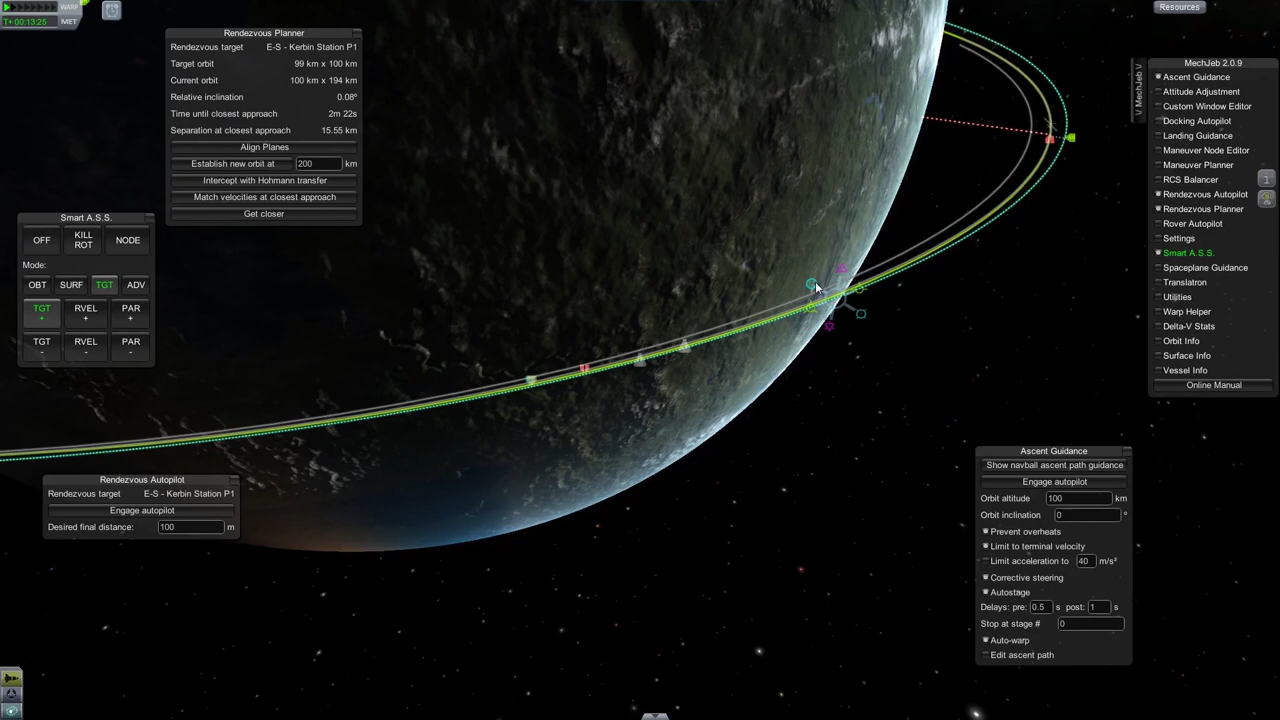 WARP
T+ 00:13:25
MET
Resources
Rendezvous Planner
Rendezvous target E-S - Kerbin Station P1
Target orbit 99 km x 100 km
Current orbit 100 km x 194 km
Relative inclination 0.08º
Time until closest approach 2m 22s
Separation at closest approach 15.55 km
Align Planes
Establish new orbit at 200 km
Intercept with Hohmann transfer
Match velocities at closest approach
Get closer
V MechJeb V
MechJeb 2.0.9
Ascent Guidance
Attitude Adjustment
Custom Window Editor
Docking Autopilot
Landing Guidance
Maneuver Node Editor
Maneuver Planner
RCS Balancer
Rendezvous Autopilot
Rendezvous Planner
Rover Autopilot
Settings
Smart A.S.S.
Spaceplane Guidance
Translatron
Utilities
Warp Helper
Delta-V Stats
Orbit Info
Surface Info
Vessel Info
Online Manual
Smart A.S.S.
OFF KILL ROT NODE
Mode:
OBT SURF TGT ADV
TGT + RVEL + PAR +
TGT - RVEL - PAR -
Rendezvous Autopilot
Rendezvous target E-S - Kerbin Station P1
Engage autopilot
Desired final distance: 100 m
Ascent Guidance
Show navball ascent path guidance
Engage autopilot
Orbit altitude 100 km
Orbit inclination 0 º
Prevent overheats
Limit to terminal velocity
Limit acceleration to 40 m/s²
Corrective steering
Autostage
Delays: pre: 0.5 s post: 1 s
Stop at stage # 0
Auto-warp
Edit ascent path